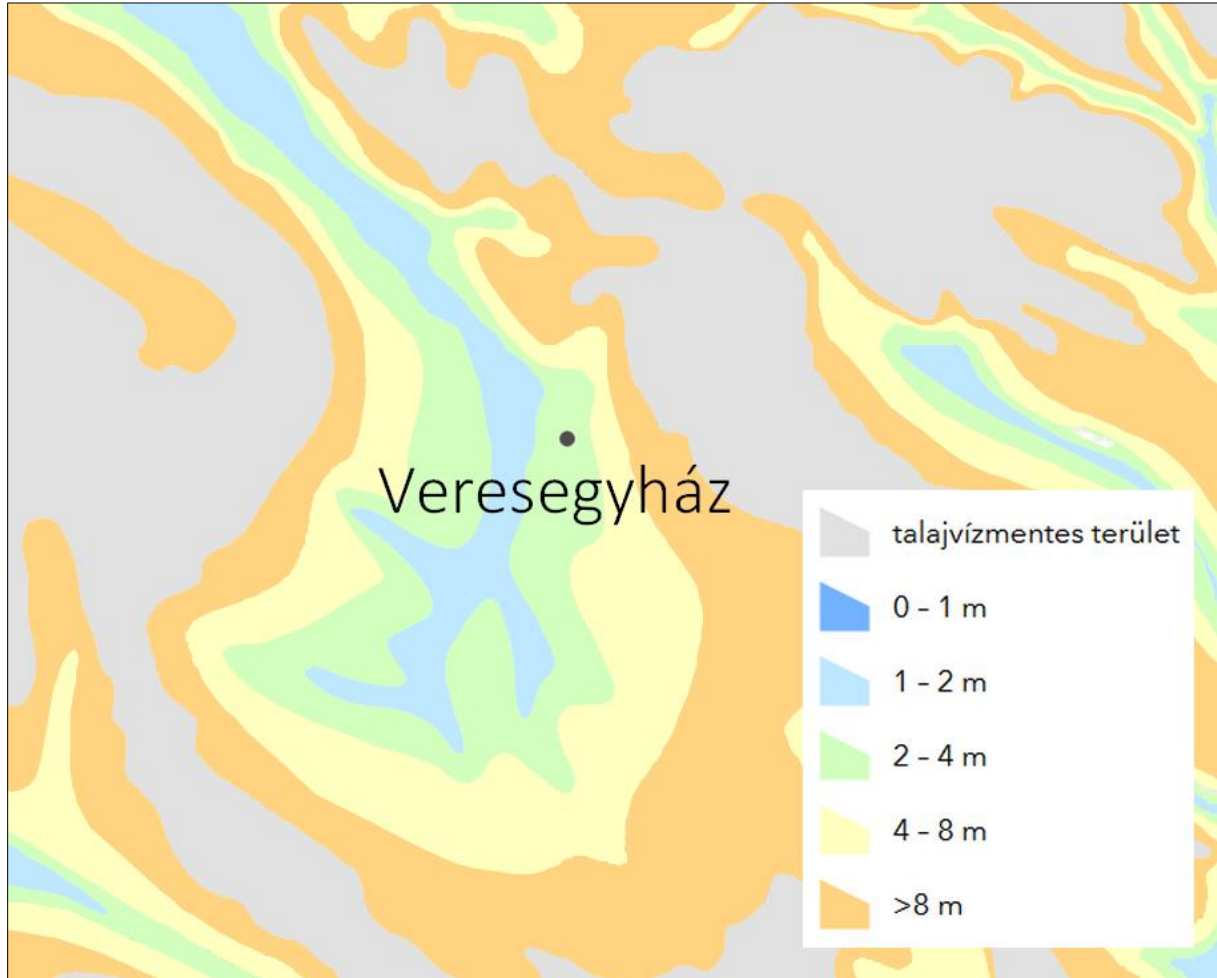 Veresegyház
talajvízmentes terület
0 – 1 m
1 – 2 m
2 – 4 m
4 – 8 m
>8 m